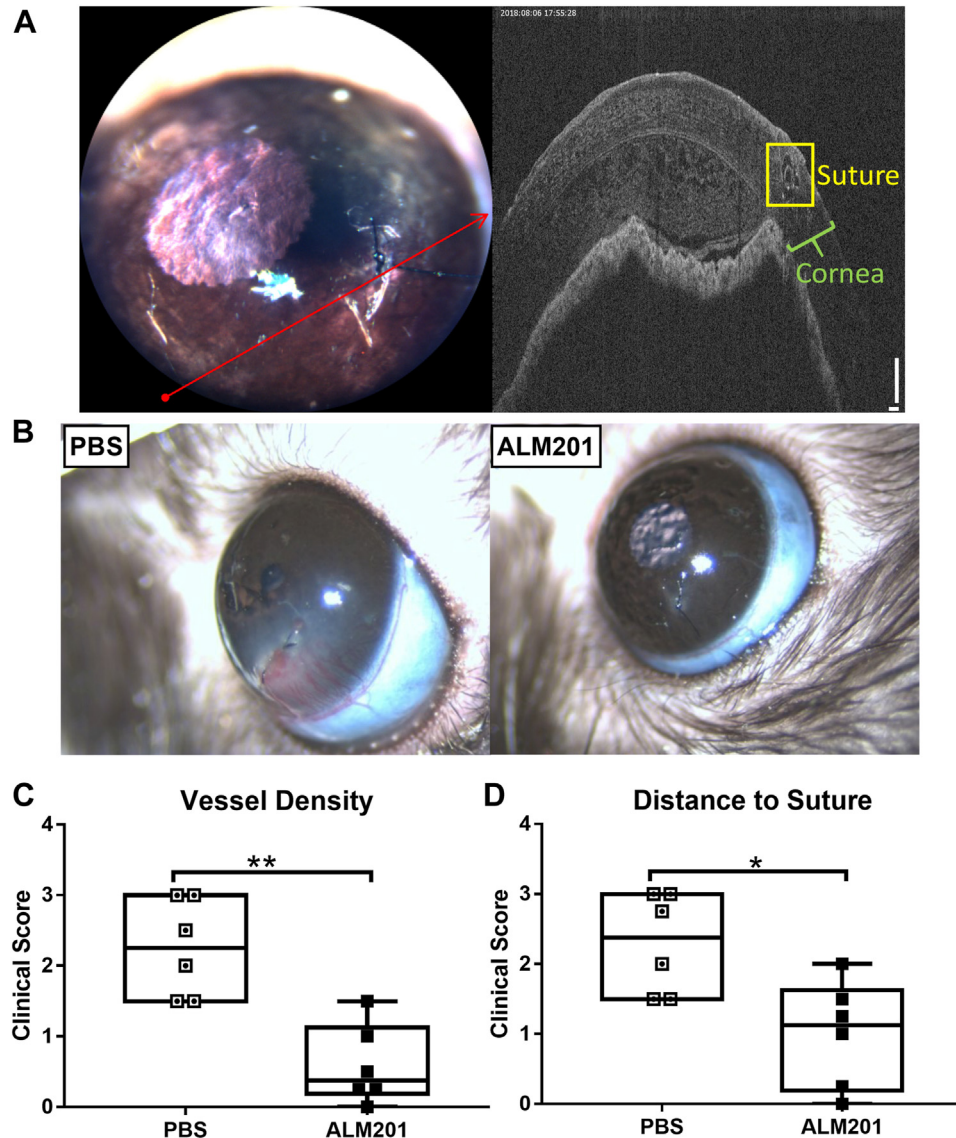 A
2018:08:06 17:55:28
Suture
Cornea
B
PBS
ALM201
C
Vessel Density
Clinical Score
4
3
2
1
0
**
PBS
ALM201
D
Distance to Suture
Clinical Score
4
3
2
1
0
*
PBS
ALM201